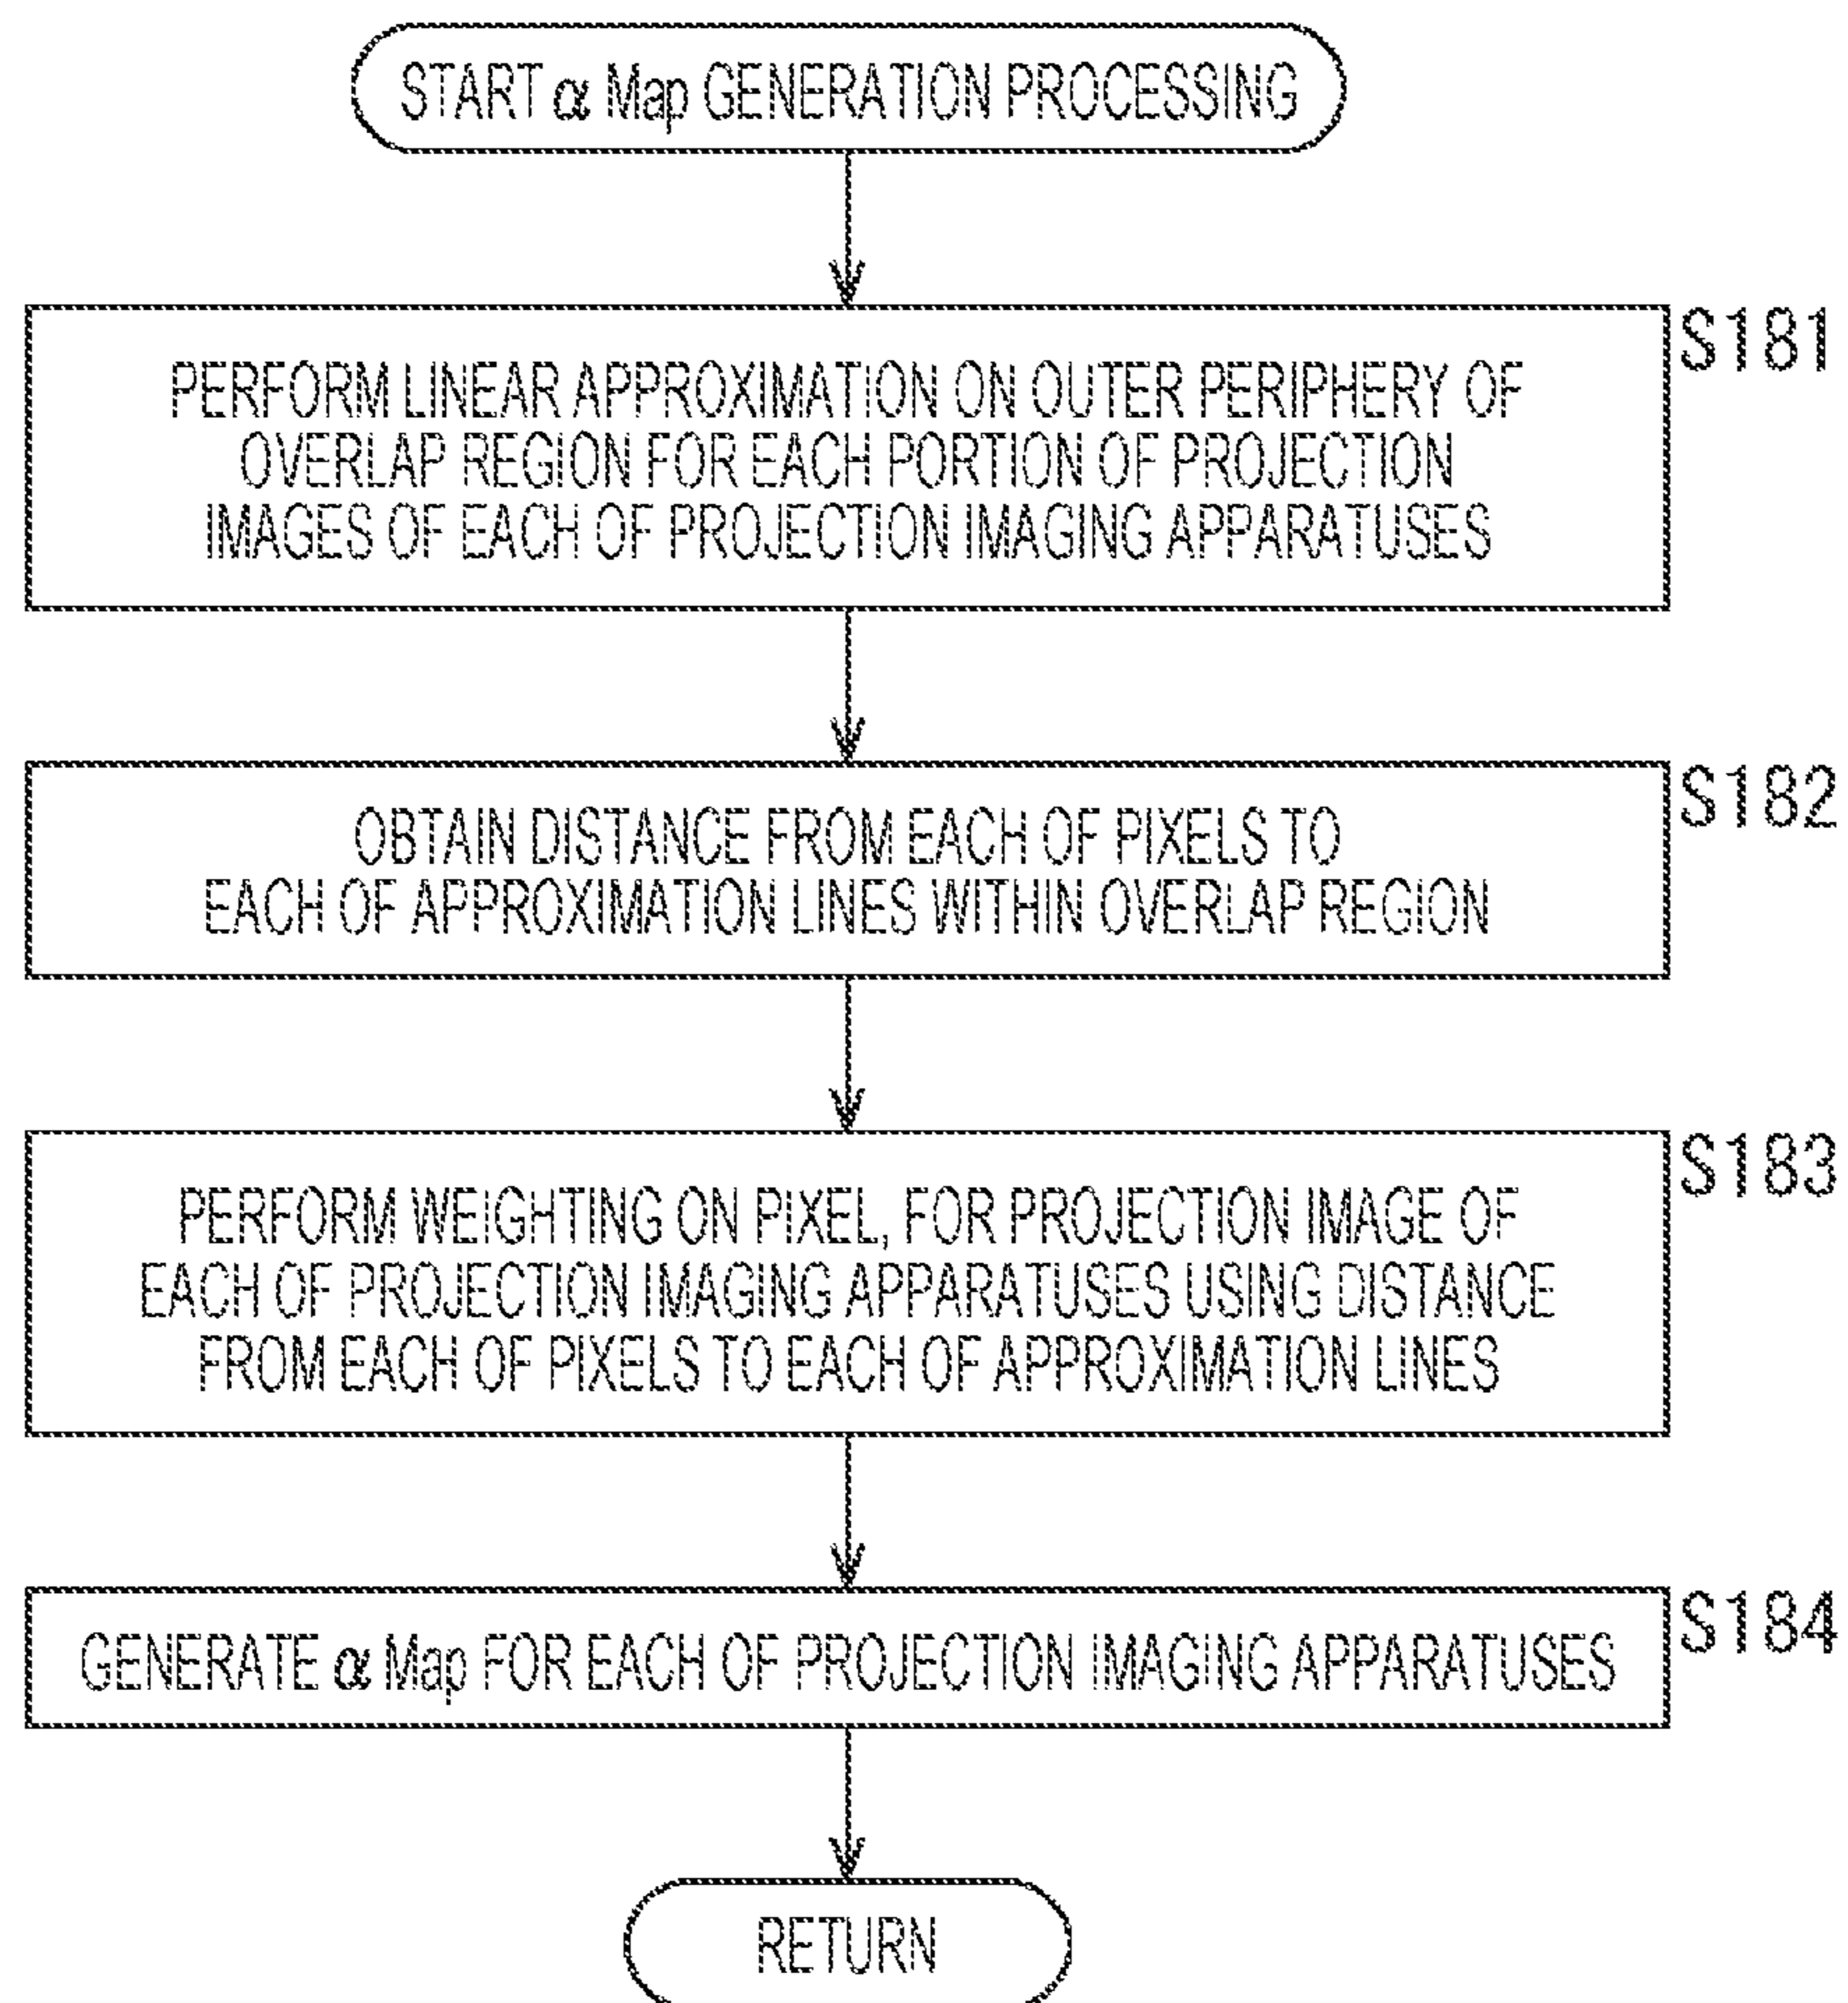 START α Map GENERATION PROCESSING
S181
PERFORM LINEAR APPROXIMATION ON OUTER PERIPHERY OF
OVERLAP REGION FOR EACH PORTION OF PROJECTION
IMAGES OF EACH OF PROJECTION IMAGING APPARATUSES
S182
OBTAIN DISTANCE FROM EACH OF PIXELS TO
EACH OF APPROXIMATION LINES WITHIN OVERLAP REGION
S183
PERFORM WEIGHTING ON PIXEL, FOR PROJECTION IMAGE OF
EACH OF PROJECTION IMAGING APPARATUSES USING DISTANCE
FROM EACH OF PIXELS TO EACH OF APPROXIMATION LINES
S184
GENERATE α Map FOR EACH OF PROJECTION IMAGING APPARATUSES
RETURN